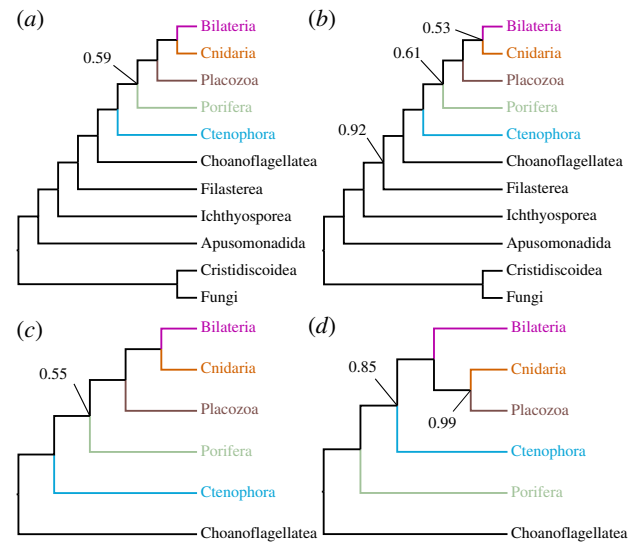 (a)
0.59
Bilateria
Cnidaria
Placozoa
Porifera
Ctenophora
Choanoflagellatea
Filasterea
Ichthyosporea
Apusomonadida
Cristidiscoidea
Fungi
(b)
0.53
0.61
0.92
Bilateria
Cnidaria
Placozoa
Porifera
Ctenophora
Choanoflagellatea
Filasterea
Ichthyosporea
Apusomonadida
Cristidiscoidea
Fungi
(c)
0.55
Bilateria
Cnidaria
Placozoa
Porifera
Ctenophora
Choanoflagellatea
(d)
0.85
0.99
Bilateria
Cnidaria
Placozoa
Ctenophora
Porifera
Choanoflagellatea